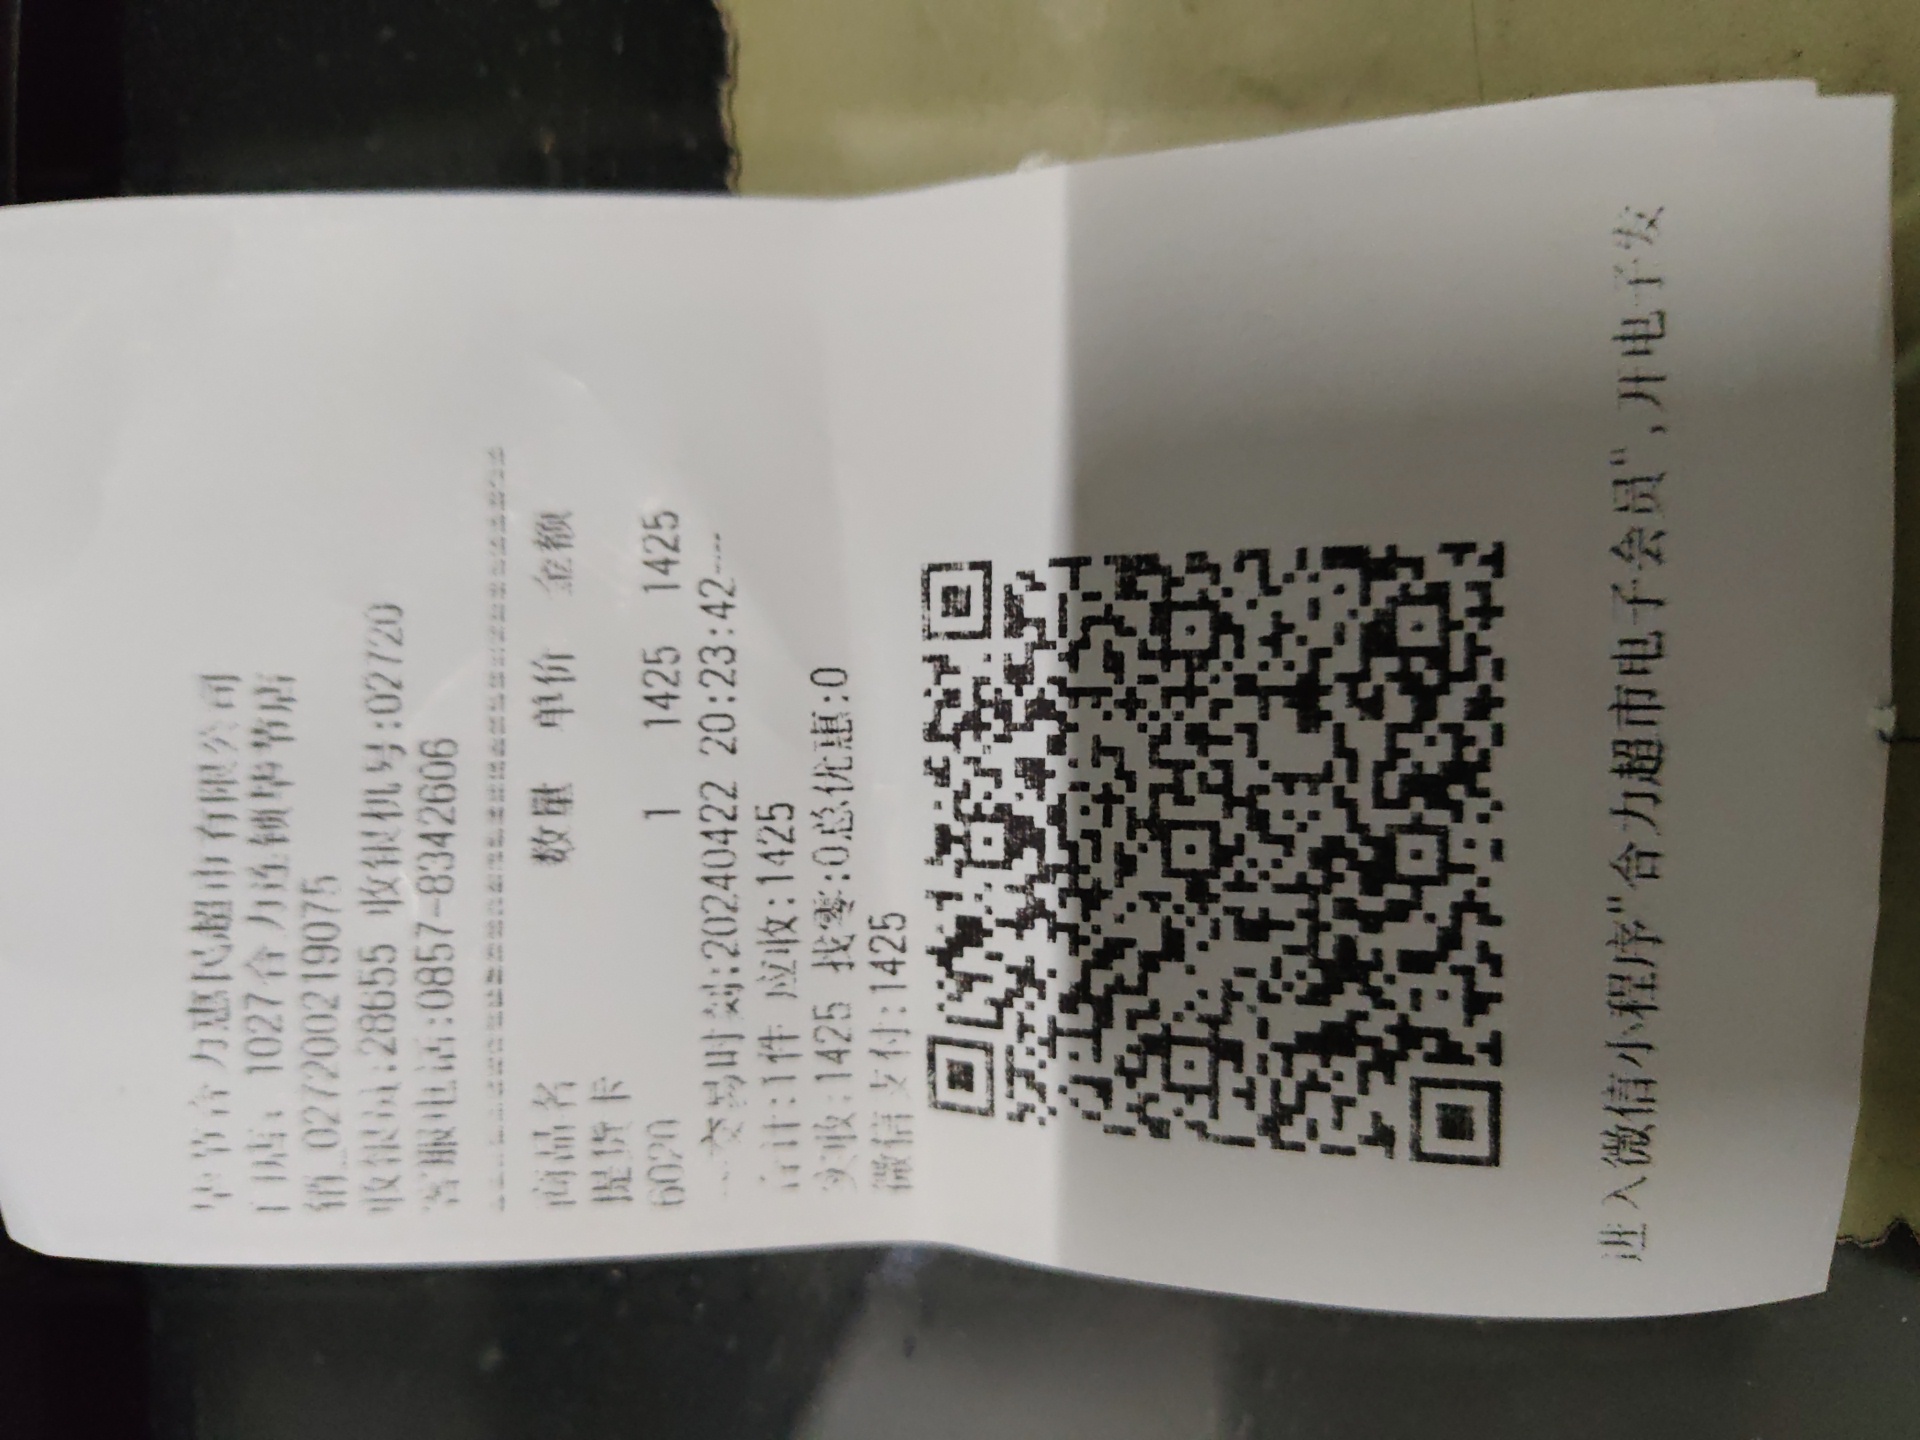 毕节合力惠民超市有限公司
门店: 1027合力连锁毕节店
销_027200219075
收银员:28655 收银机号:02720
客服电话:0857-8342606
商品名 数量 单价 金额
提货卡
6020 1 1425 1425
交易时刻:20240422 20:23:42----
合计:1件 应收:1425
实收:1425 找零:0总优惠:0
微信支付:1425
进入微信小程序"合力超市电子会员",开电子发